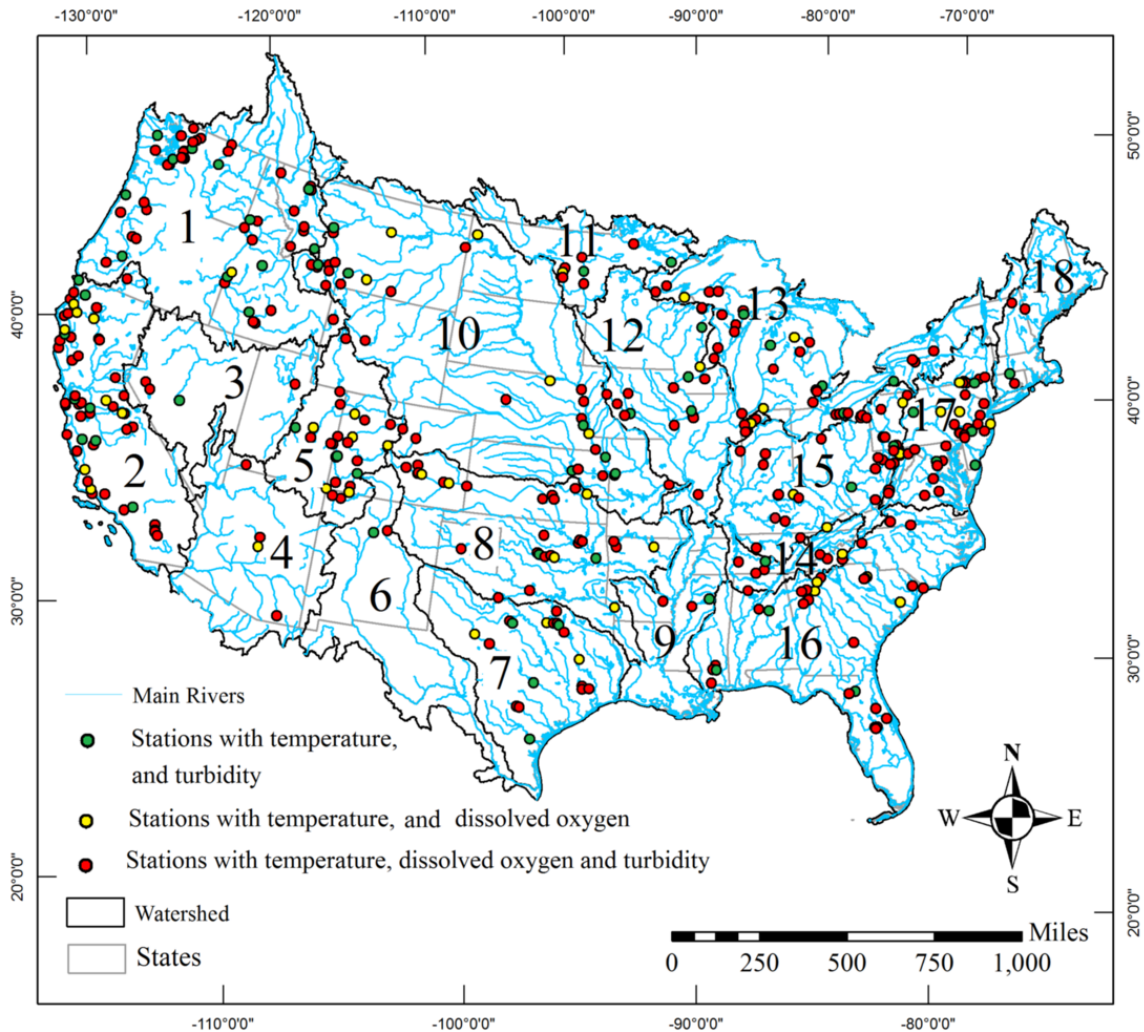 -130°0'0" -120°0'0" -110°0'0" -100°0'0" -90°0'0" -80°0'0" -70°0'0"
50°0'0"
40°0'0"
40°0'0"
30°0'0"
30°0'0"
20°0'0"
20°0'0"
1
2
3
4
5
6
7
8
9
10
11
12
13
14
15
16
17
18
Main Rivers
Stations with temperature,
and turbidity
Stations with temperature, and dissolved oxygen
Stations with temperature, dissolved oxygen and turbidity
Watershed
States
N
W E
S
Miles
0 250 500 750 1,000
-110°0'0" -100°0'0" -90°0'0" -80°0'0"